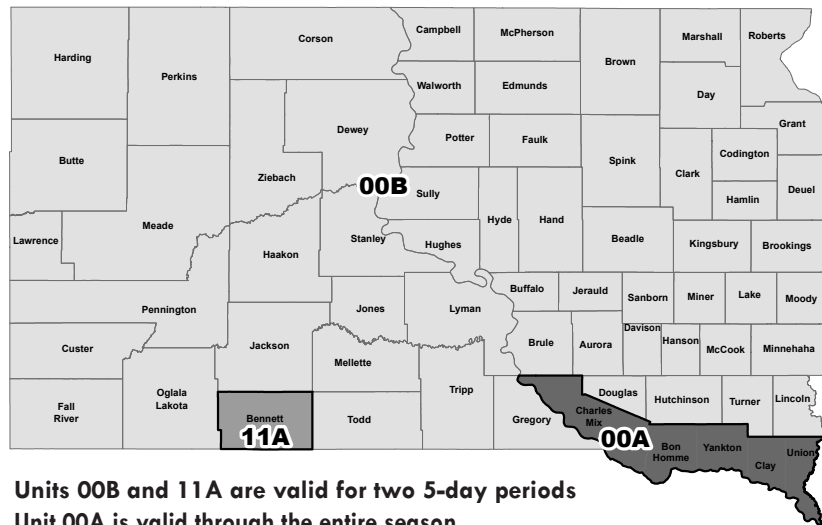 Harding
Perkins
Corson
Campbell
McPherson
Brown
Marshall
Roberts
Walworth
Edmunds
Day
Dewey
Butte
Ziebach
Potter
Faulk
Spink
Clark
Codington
Grant
Deuel
Hamlin
00B
Sully
Meade
Hyde
Hand
Lawrence
Stanley
Hughes
Beadle
Kingsbury
Brookings
Haakon
Buffalo
Jerauld
Sanborn
Miner
Lake
Moody
Pennington
Jones
Lyman
Custer
Jackson
Brule
Aurora
Davison
Hanson
McCook
Minnehaha
Mellette
Fall
River
Oglala
Lakota
Bennett
11A
Todd
Tripp
Gregory
Charles
Mix
Douglas
Hutchinson
Turner
Lincoln
00A
Bon
Homme
Yankton
Clay
Union
Units 00B and 11A are valid for two 5-day periods
Unit 00A is valid through the entire season